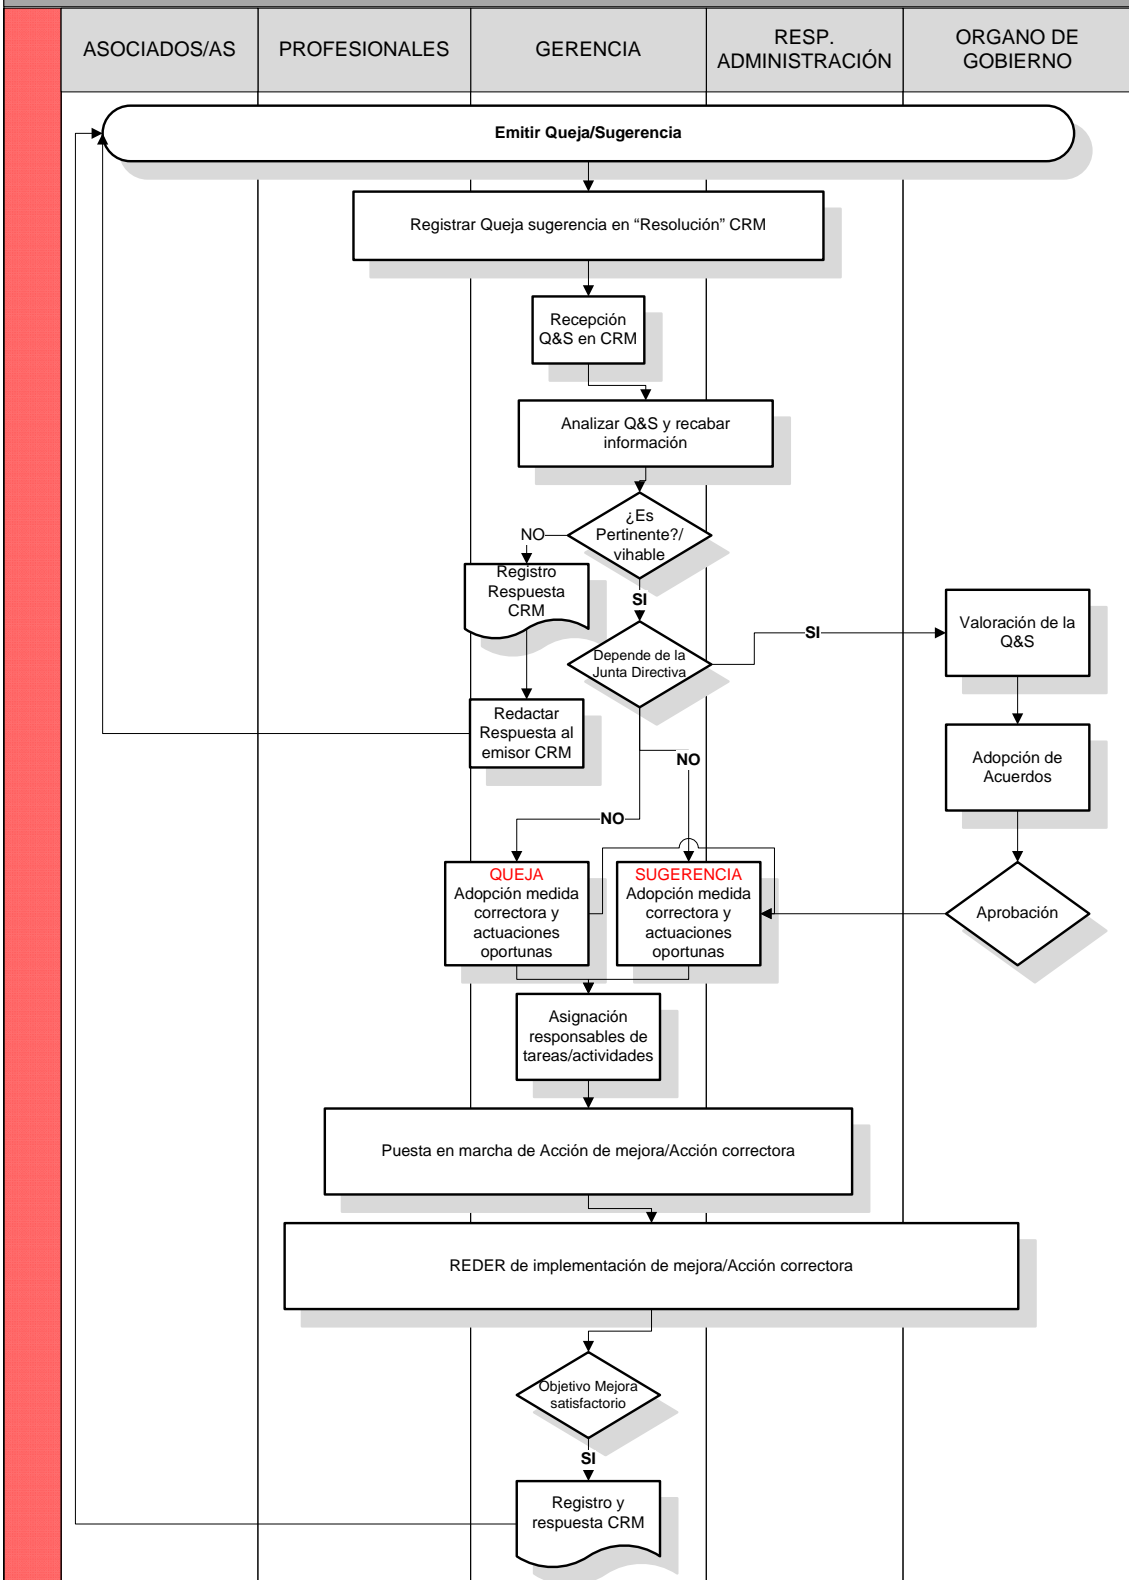 ASOCIADOS/AS
PROFESIONALES
GERENCIA
RESP.
ADMINISTRACIÓN
ORGANO DE
GOBIERNO
Emitir Queja/Sugerencia
Registrar Queja sugerencia en “Resolución” CRM
Recepción
Q&S en CRM
Analizar Q&S y recabar
información
¿Es
Pertinente?/
vihable
NO
Registro
Respuesta
CRM
SI
Depende de la
Junta Directiva
SI
Valoración de la
Q&S
Redactar
Respuesta al
emisor CRM
NO
Adopción de
Acuerdos
NO
QUEJA
Adopción medida
correctora y
actuaciones
oportunas
SUGERENCIA
Adopción medida
correctora y
actuaciones
oportunas
Aprobación
Asignación
responsables de
tareas/actividades
Puesta en marcha de Acción de mejora/Acción correctora
REDER de implementación de mejora/Acción correctora
Objetivo Mejora
satisfactorio
SI
Registro y
respuesta CRM